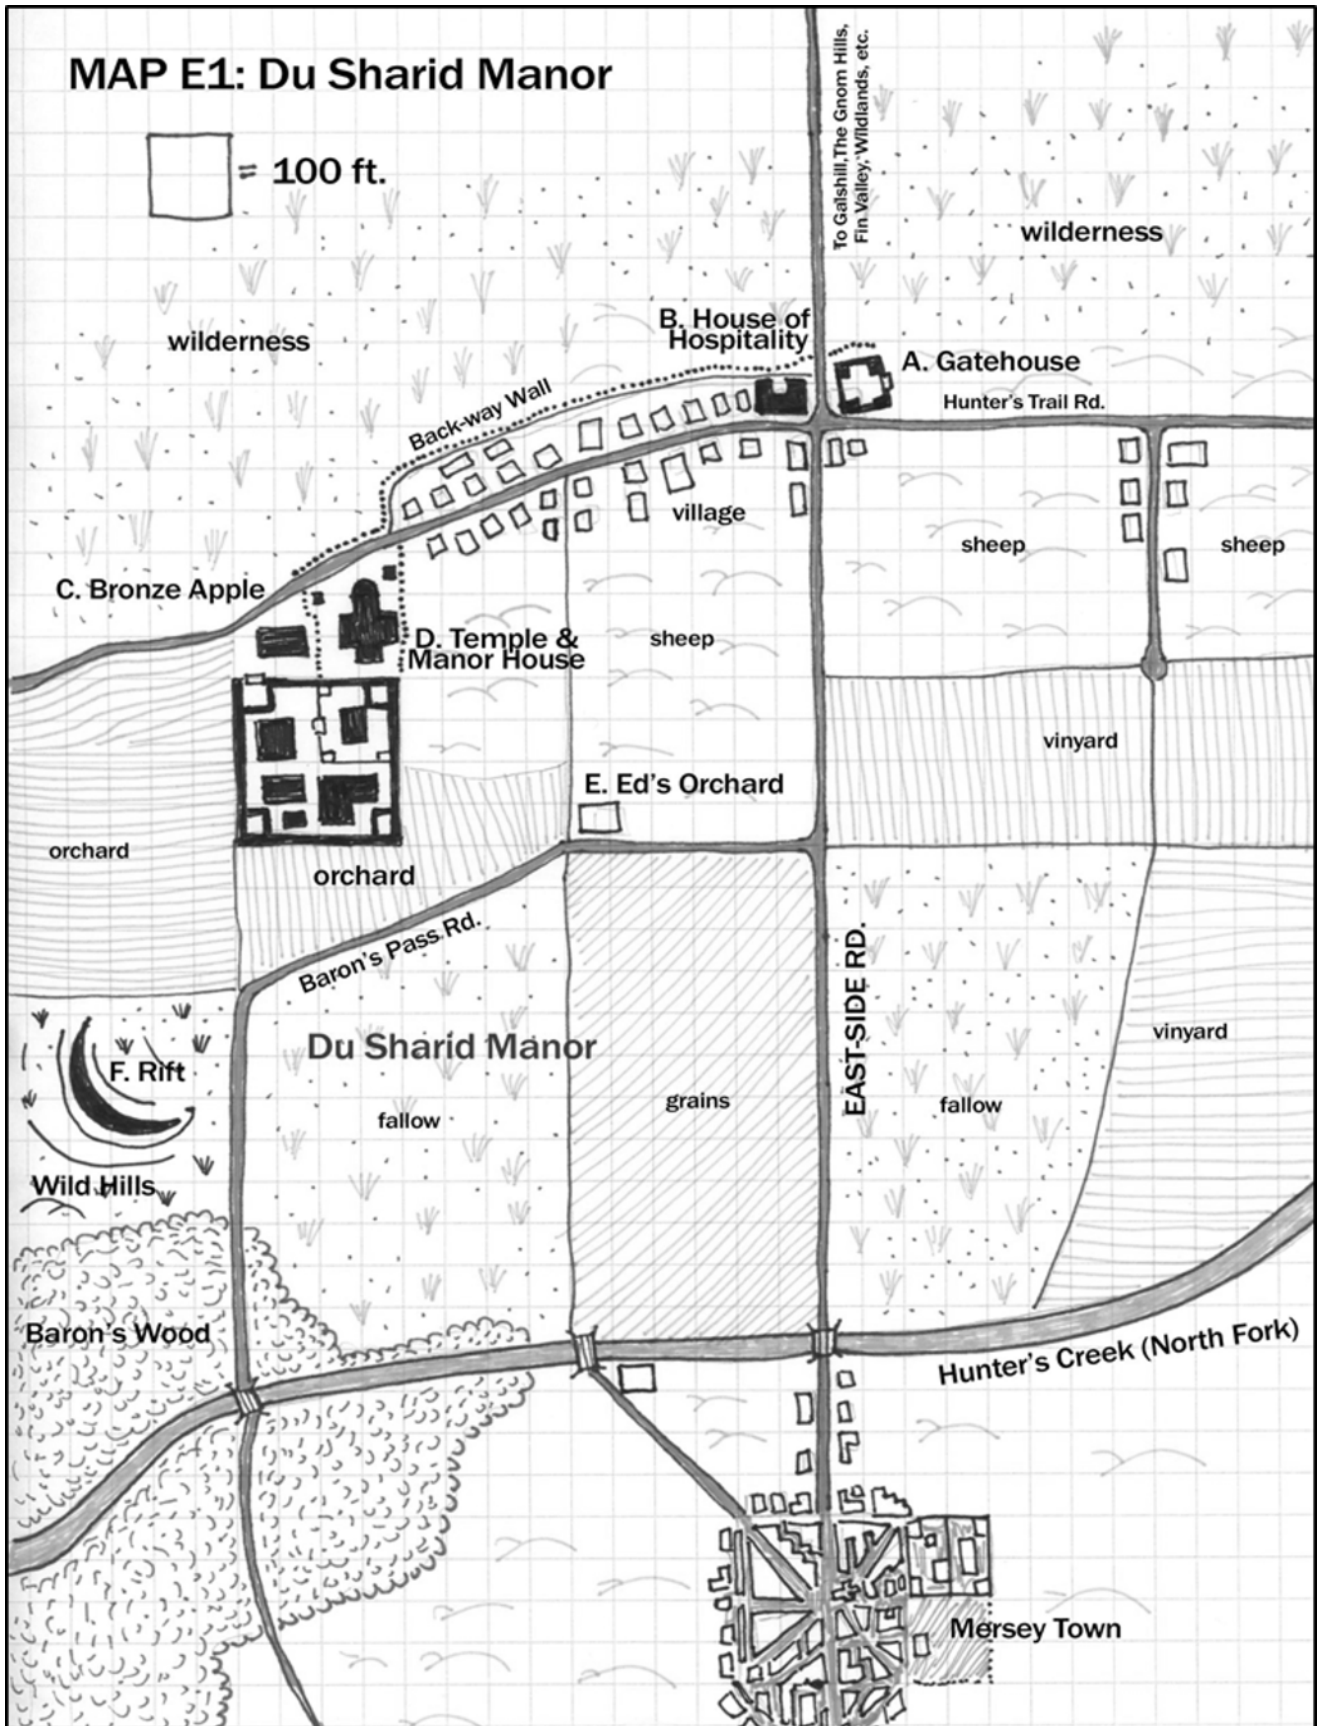 MAP E1: Du Sharid Manor
= 100 ft.
To Galshill, The Gnom Hills,
Fin Valley, Wildlands, etc.
wilderness
wilderness
B. House of
Hospitality
A. Gatehouse
Hunter's Trail Rd.
Back-way Wall
village
sheep
sheep
C. Bronze Apple
D. Temple &
Manor House
sheep
vinyard
E. Ed's Orchard
orchard
orchard
Baron's Pass Rd.
EAST-SIDE RD.
Du Sharid Manor
F. Rift
vinyard
grains
fallow
fallow
Wild Hills
Baron's Wood
Hunter's Creek (North Fork)
Mersey Town